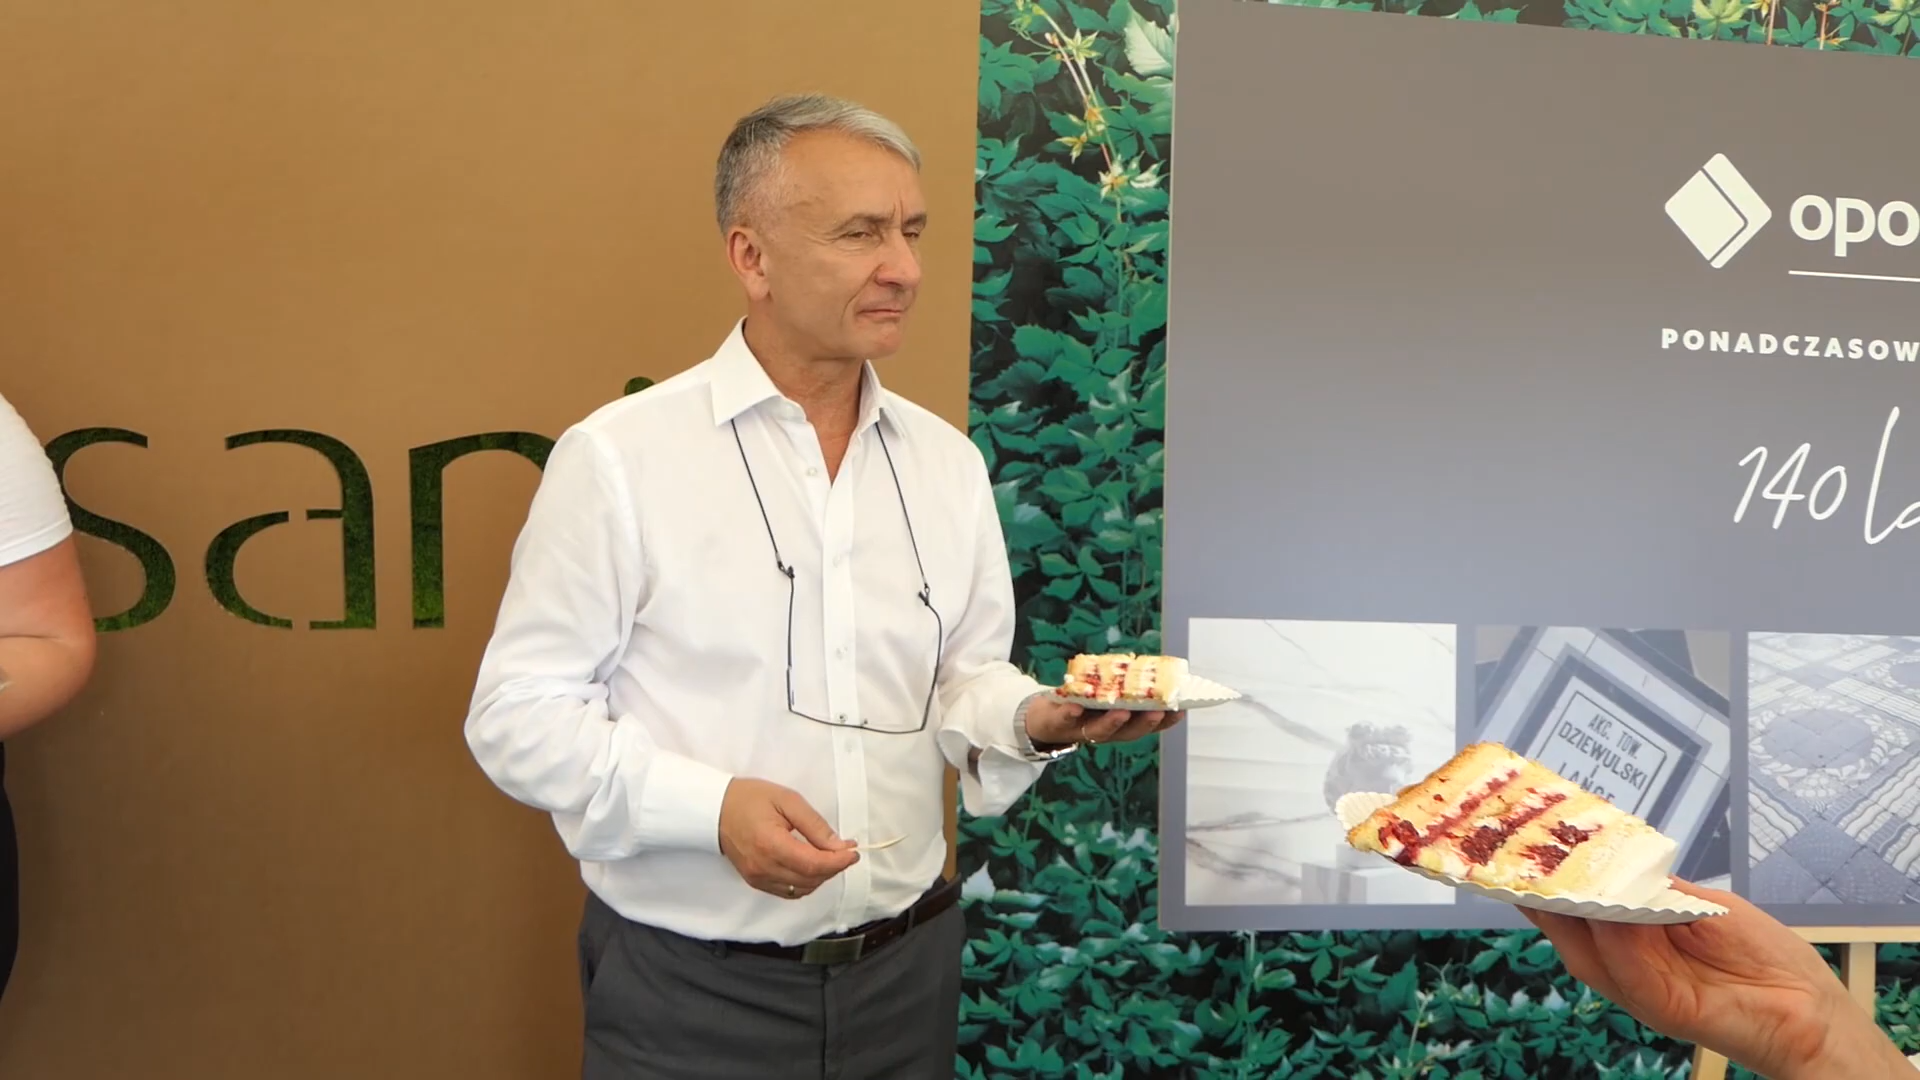 san
opo
PONADCZASOW
140 la
AKC. TOW.
DZIEWULSKI
i
LANGE